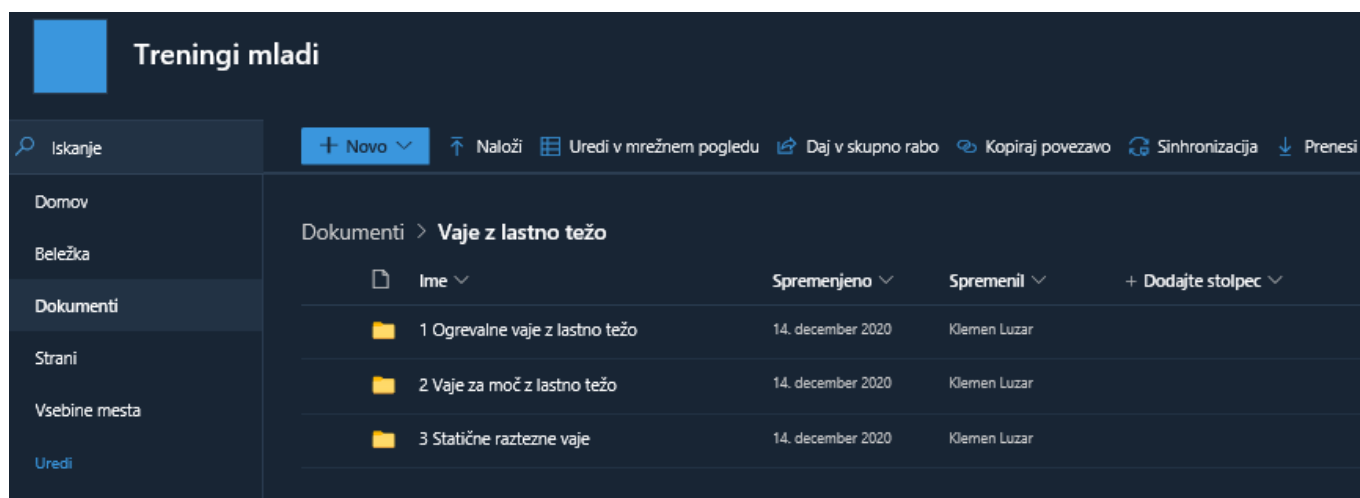 Treningi mladi
Iskanje
+ Novo Naloži Uredi v mrežnem pogledu Daj v skupno rabo Kopiraj povezavo Sinhronizacija Prenesi
Domov
Beležka
Dokumenti
Strani
Vsebine mesta
Uredi
Dokumenti > Vaje z lastno težo
Ime Spremenjeno Spremenil + Dodajte stolpec
1 Ogrevalne vaje z lastno težo 14. december 2020 Klemen Luzar
2 Vaje za moč z lastno težo 14. december 2020 Klemen Luzar
3 Statične raztezne vaje 14. december 2020 Klemen Luzar